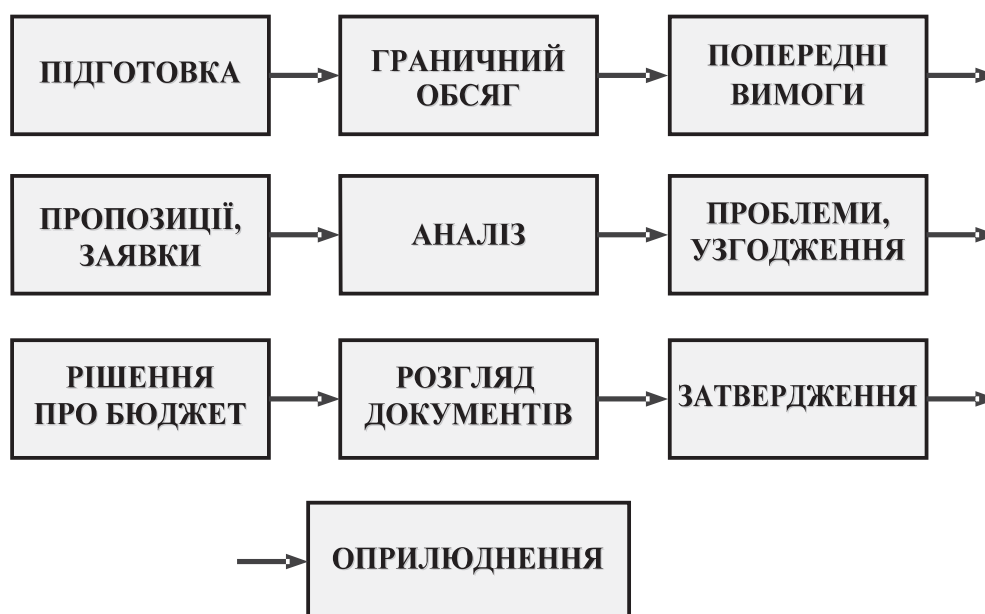 ПІДГОТОВКА
ГРАНИЧНИЙ
ОБСЯГ
ПОПЕРЕДНІ
ВИМОГИ
ПРОПОЗИЦІЇ,
ЗАЯВКИ
АНАЛІЗ
ПРОБЛЕМИ,
УЗГОДЖЕННЯ
РІШЕННЯ
ПРО БЮДЖЕТ
РОЗГЛЯД
ДОКУМЕНТІВ
ЗАТВЕРДЖЕННЯ
ОПРИЛЮДНЕННЯ